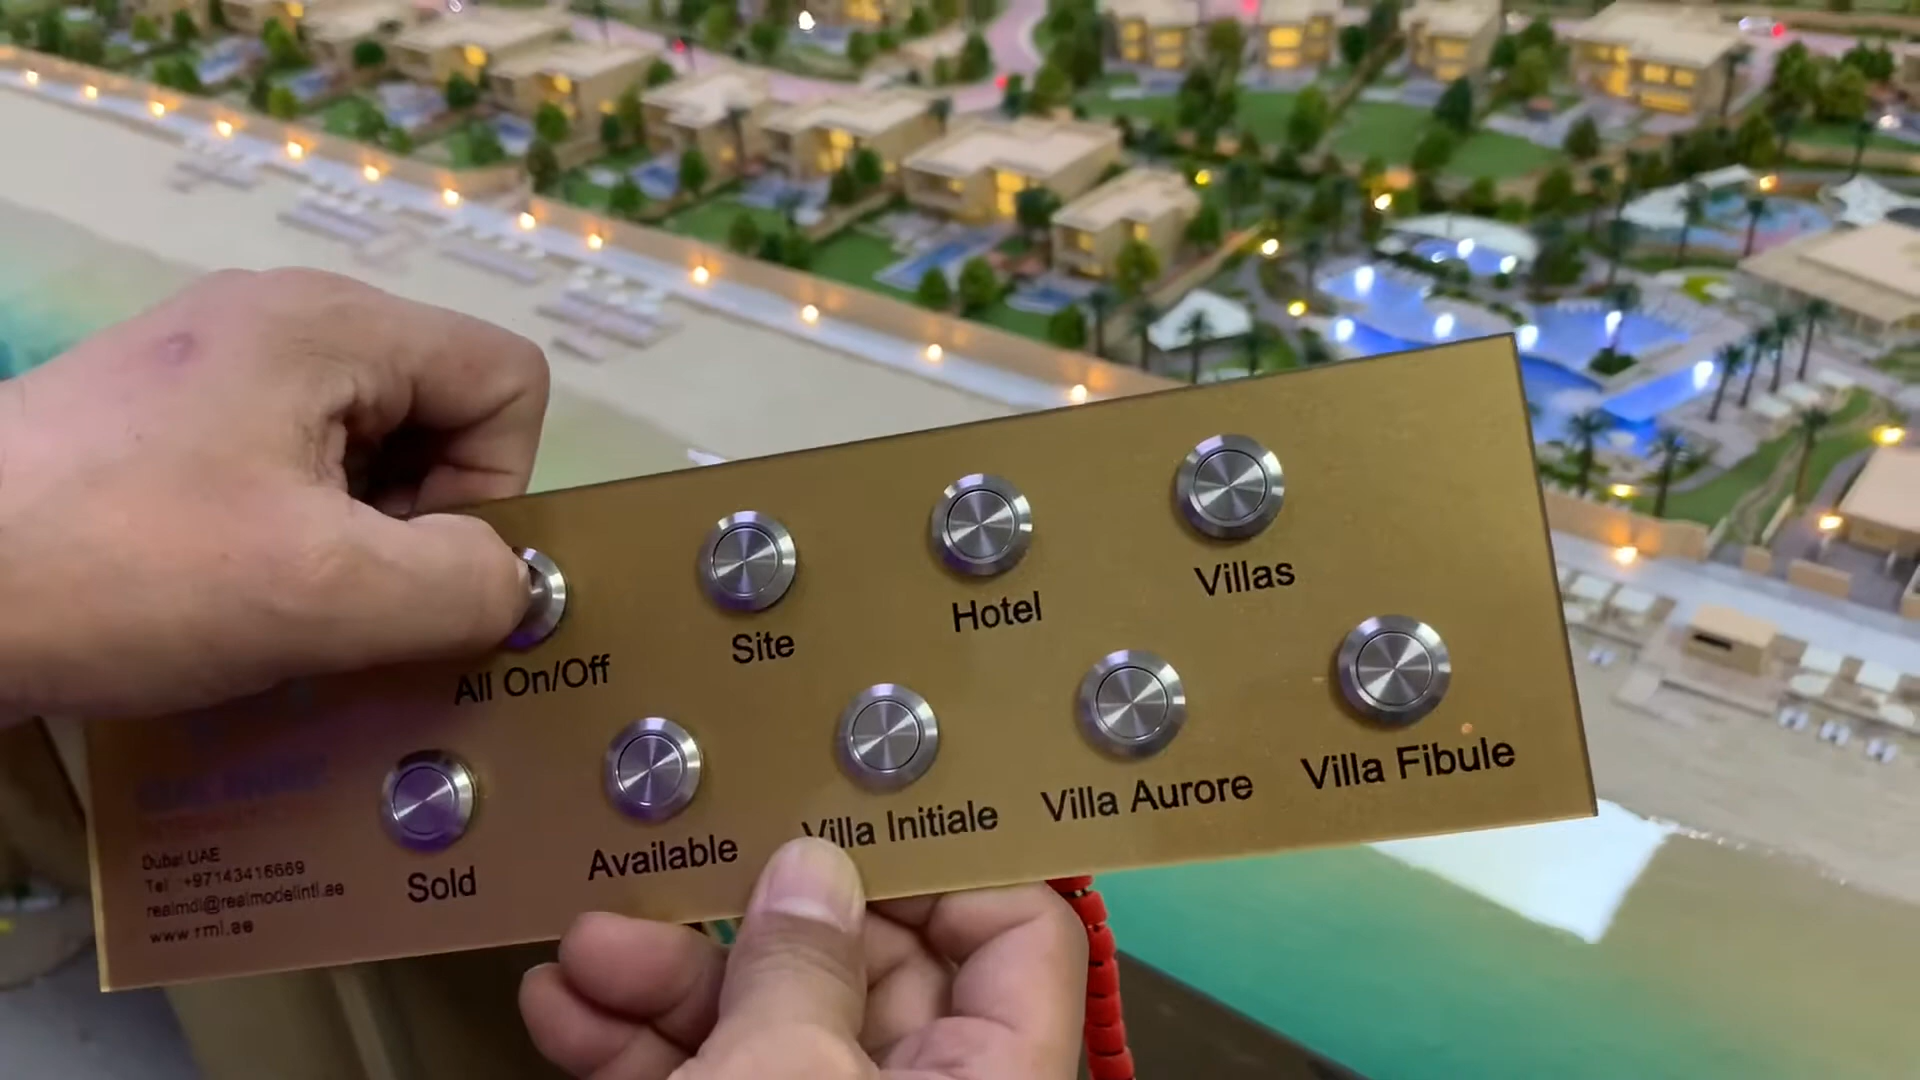 All On/Off
Site
Hotel
Villas
Sold
Available
Villa Initiale
Villa Aurore
Villa Fibule
Dubai UAE
Tel : +97143416669
realmdl@realmodelintl.ae
www.rml.ae